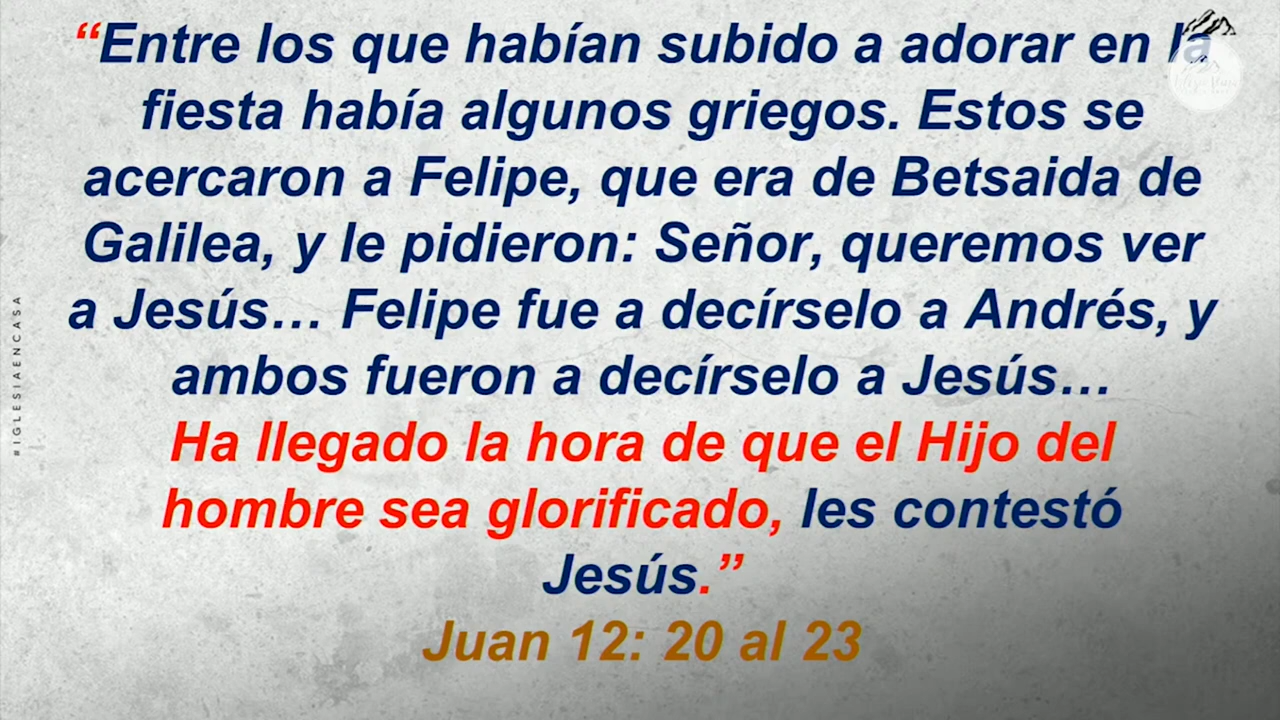 “Entre los que habían subido a adorar en la
fiesta había algunos griegos. Estos se
acercaron a Felipe, que era de Betsaida de
Galilea, y le pidieron: Señor, queremos ver
a Jesús… Felipe fue a decírselo a Andrés, y
ambos fueron a decírselo a Jesús…
Ha llegado la hora de que el Hijo del
hombre sea glorificado, les contestó
Jesús.”
Juan 12: 20 al 23
#IGLESIAENCASA